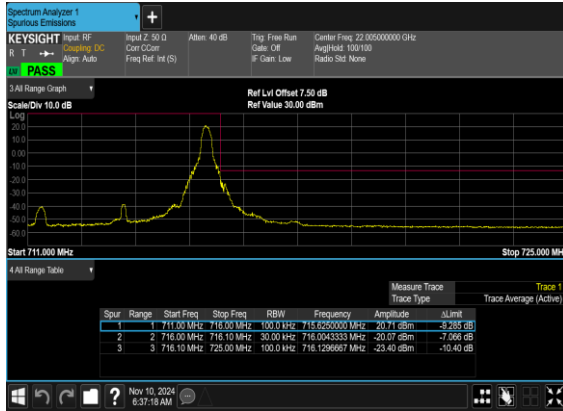 Spectrum Analyzer 1
Spurious Emissions
+
KEYSIGHT Input: RF Input Z: 50 Ω Atten: 40 dB Trig: Free Run Center Freq: 22.005000000 GHz
R T Coupling: DC Corr CCorr Gate: Off Avg|Hold: 100/100
Align: Auto Freq Ref: Int (S) IF Gain: Low Radio Std: None
PASS
3 All Range Graph
Ref Lvl Offset 7.50 dB
Scale/Div 10.0 dB Ref Value 30.00 dBm
Log
20.0
10.0
0.00
-10.0
-20.0
-30.0
-40.0
-50.0
-60.0
Start 711.000 MHz Stop 725.000 MH
4 All Range Table
Measure Trace Trace 1
Trace Type Trace Average (Active)
Spur Range Start Freq Stop Freq RBW Frequency Amplitude ΔLimit
1 1 711.00 MHz 716.00 MHz 100.0 kHz 715.6250000 MHz 20.71 dBm -9.285 dB
2 2 716.00 MHz 716.10 MHz 30.00 kHz 716.0043333 MHz -20.07 dBm -7.066 dB
3 3 716.10 MHz 725.00 MHz 100.0 kHz 716.1296667 MHz -23.40 dBm -10.40 dB
Nov 10, 2024
6:37:18 AM